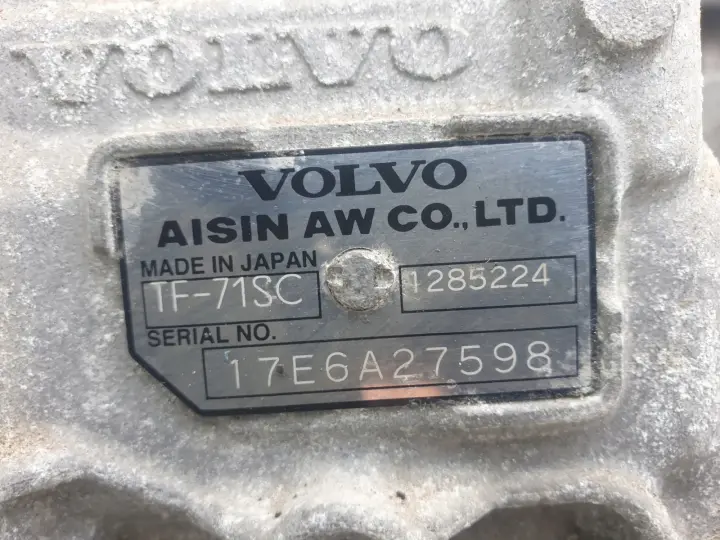 VOLVO
VOLVO
AISIN AW CO., LTD.
MADE IN JAPAN
TF-71SC 1285224
SERIAL NO.
17E6A27598